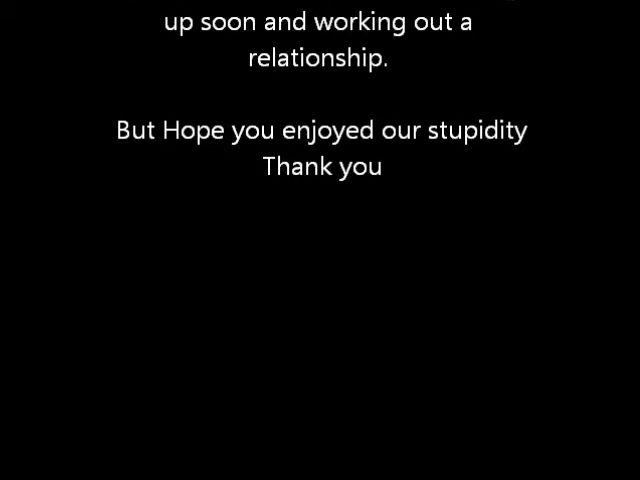 up soon and working out a
relationship.
But Hope you enjoyed our stupidity
Thank you